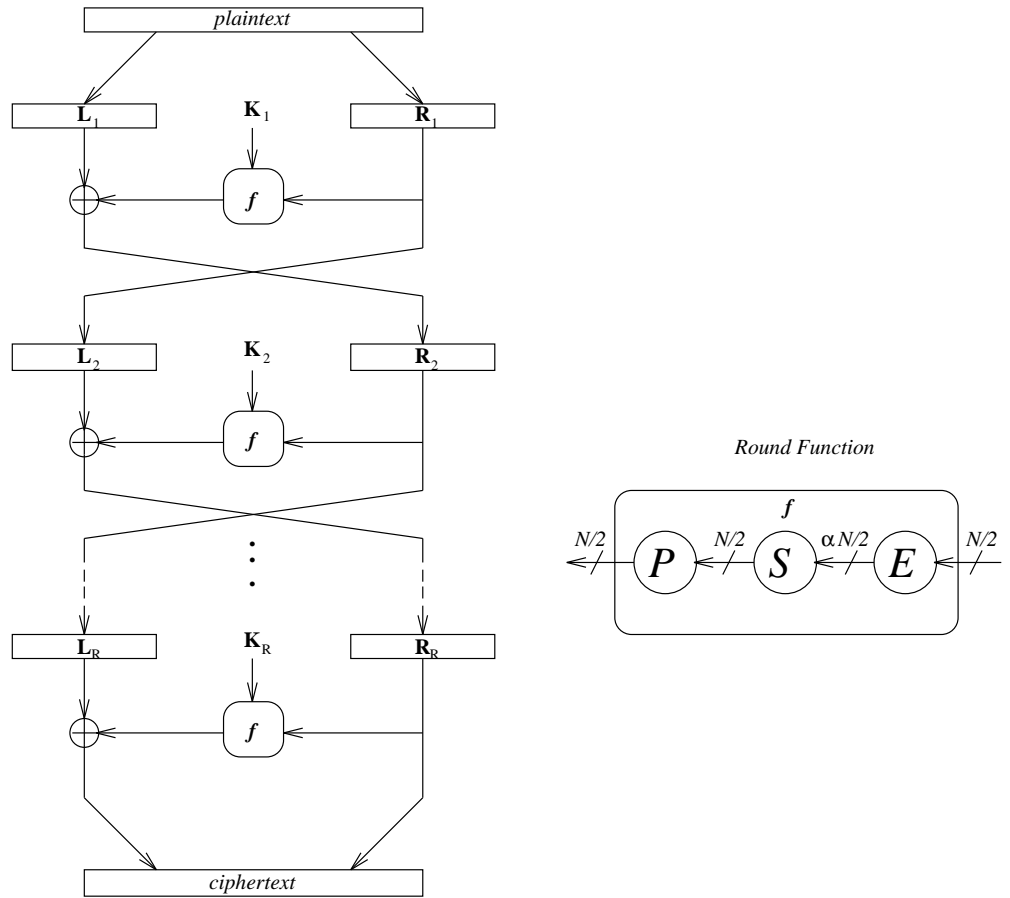 plaintext
L1 K1 R1
f
L2 K2 R2
f
LR KR RR
f
ciphertext
Round Function
f
N/2 N/2 αN/2 N/2
P S E